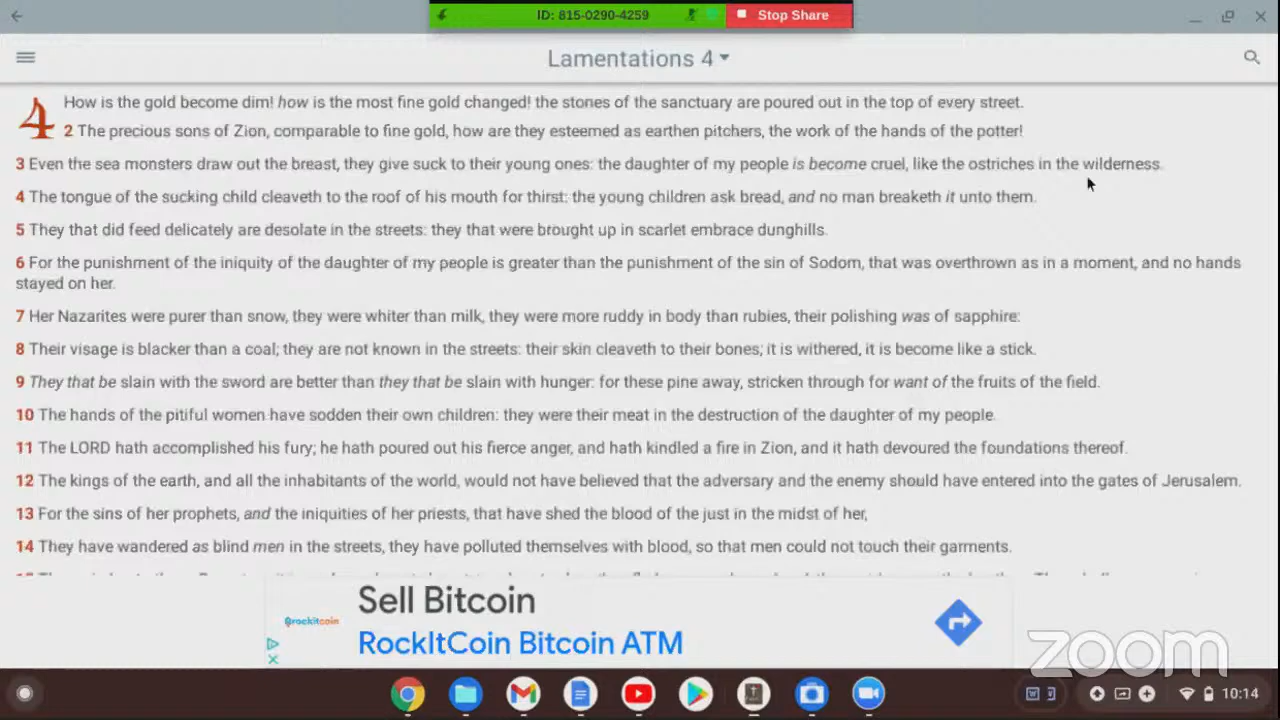 ID: 815-0290-4259
Stop Share
Lamentations 4
4 How is the gold become dim! how is the most fine gold changed! the stones of the sanctuary are poured out in the top of every street.
2 The precious sons of Zion, comparable to fine gold, how are they esteemed as earthen pitchers, the work of the hands of the potter!
3 Even the sea monsters draw out the breast, they give suck to their young ones: the daughter of my people is become cruel, like the ostriches in the wilderness.
4 The tongue of the sucking child cleaveth to the roof of his mouth for thirst: the young children ask bread, and no man breaketh it unto them.
5 They that did feed delicately are desolate in the streets: they that were brought up in scarlet embrace dunghills.
6 For the punishment of the iniquity of the daughter of my people is greater than the punishment of the sin of Sodom, that was overthrown as in a moment, and no hands
stayed on her.
7 Her Nazarites were purer than snow, they were whiter than milk, they were more ruddy in body than rubies, their polishing was of sapphire:
8 Their visage is blacker than a coal; they are not known in the streets: their skin cleaveth to their bones; it is withered, it is become like a stick.
9 They that be slain with the sword are better than they that be slain with hunger: for these pine away, stricken through for want of the fruits of the field.
10 The hands of the pitiful women have sodden their own children: they were their meat in the destruction of the daughter of my people.
11 The LORD hath accomplished his fury; he hath poured out his fierce anger, and hath kindled a fire in Zion, and it hath devoured the foundations thereof.
12 The kings of the earth, and all the inhabitants of the world, would not have believed that the adversary and the enemy should have entered into the gates of Jerusalem.
13 For the sins of her prophets, and the iniquities of her priests, that have shed the blood of the just in the midst of her,
14 They have wandered as blind men in the streets, they have polluted themselves with blood, so that men could not touch their garments.
Sell Bitcoin
rockitcoin
RockItCoin Bitcoin ATM
zoom
10:14